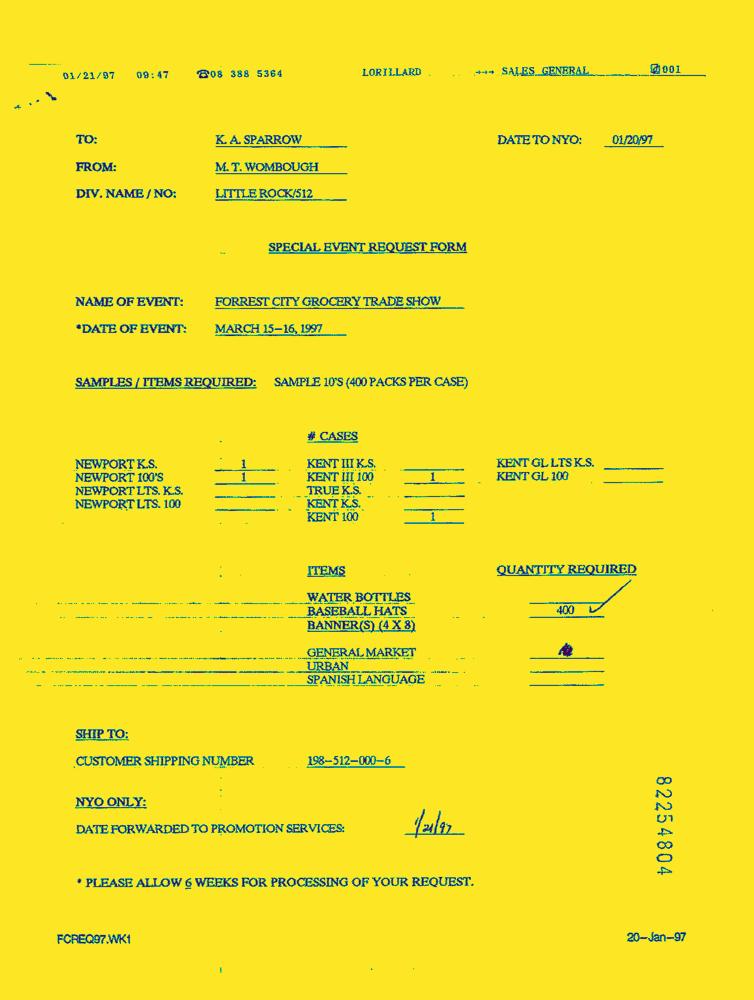 01/21/97 09:47 ☎08 388 5364 LORILLARD →→→ SALES GENERAL 001
TO: K. A. SPARROW DATE TO NYO: 01/20/97
FROM: M. T. WOMBOUGH
DIV. NAME / NO: LITTLE ROCK/512
SPECIAL EVENT REQUEST FORM
NAME OF EVENT: FORREST CITY GROCERY TRADE SHOW
*DATE OF EVENT: MARCH 15-16, 1997
SAMPLES / ITEMS REQUIRED: SAMPLE 10'S (400 PACKS PER CASE)
# CASES
NEWPORT K.S. 1 KENT III K.S. KENT GL LTS K.S.
NEWPORT 100'S 1 KENT III 100 1 KENT GL 100
NEWPORT LTS. K.S. TRUE K.S.
NEWPORT LTS. 100 KENT K.S.
KENT 100 1
ITEMS QUANTITY REQUIRED
WATER BOTTLES
BASEBALL HATS 400
BANNER(S) (4 X 8)
GENERAL MARKET
URBAN
SPANISH LANGUAGE
SHIP TO:
CUSTOMER SHIPPING NUMBER 198-512-000-6
NYO ONLY:
DATE FORWARDED TO PROMOTION SERVICES: 1/21/97
* PLEASE ALLOW 6 WEEKS FOR PROCESSING OF YOUR REQUEST.
82254804
FCREQ97.WK1 20-Jan-97